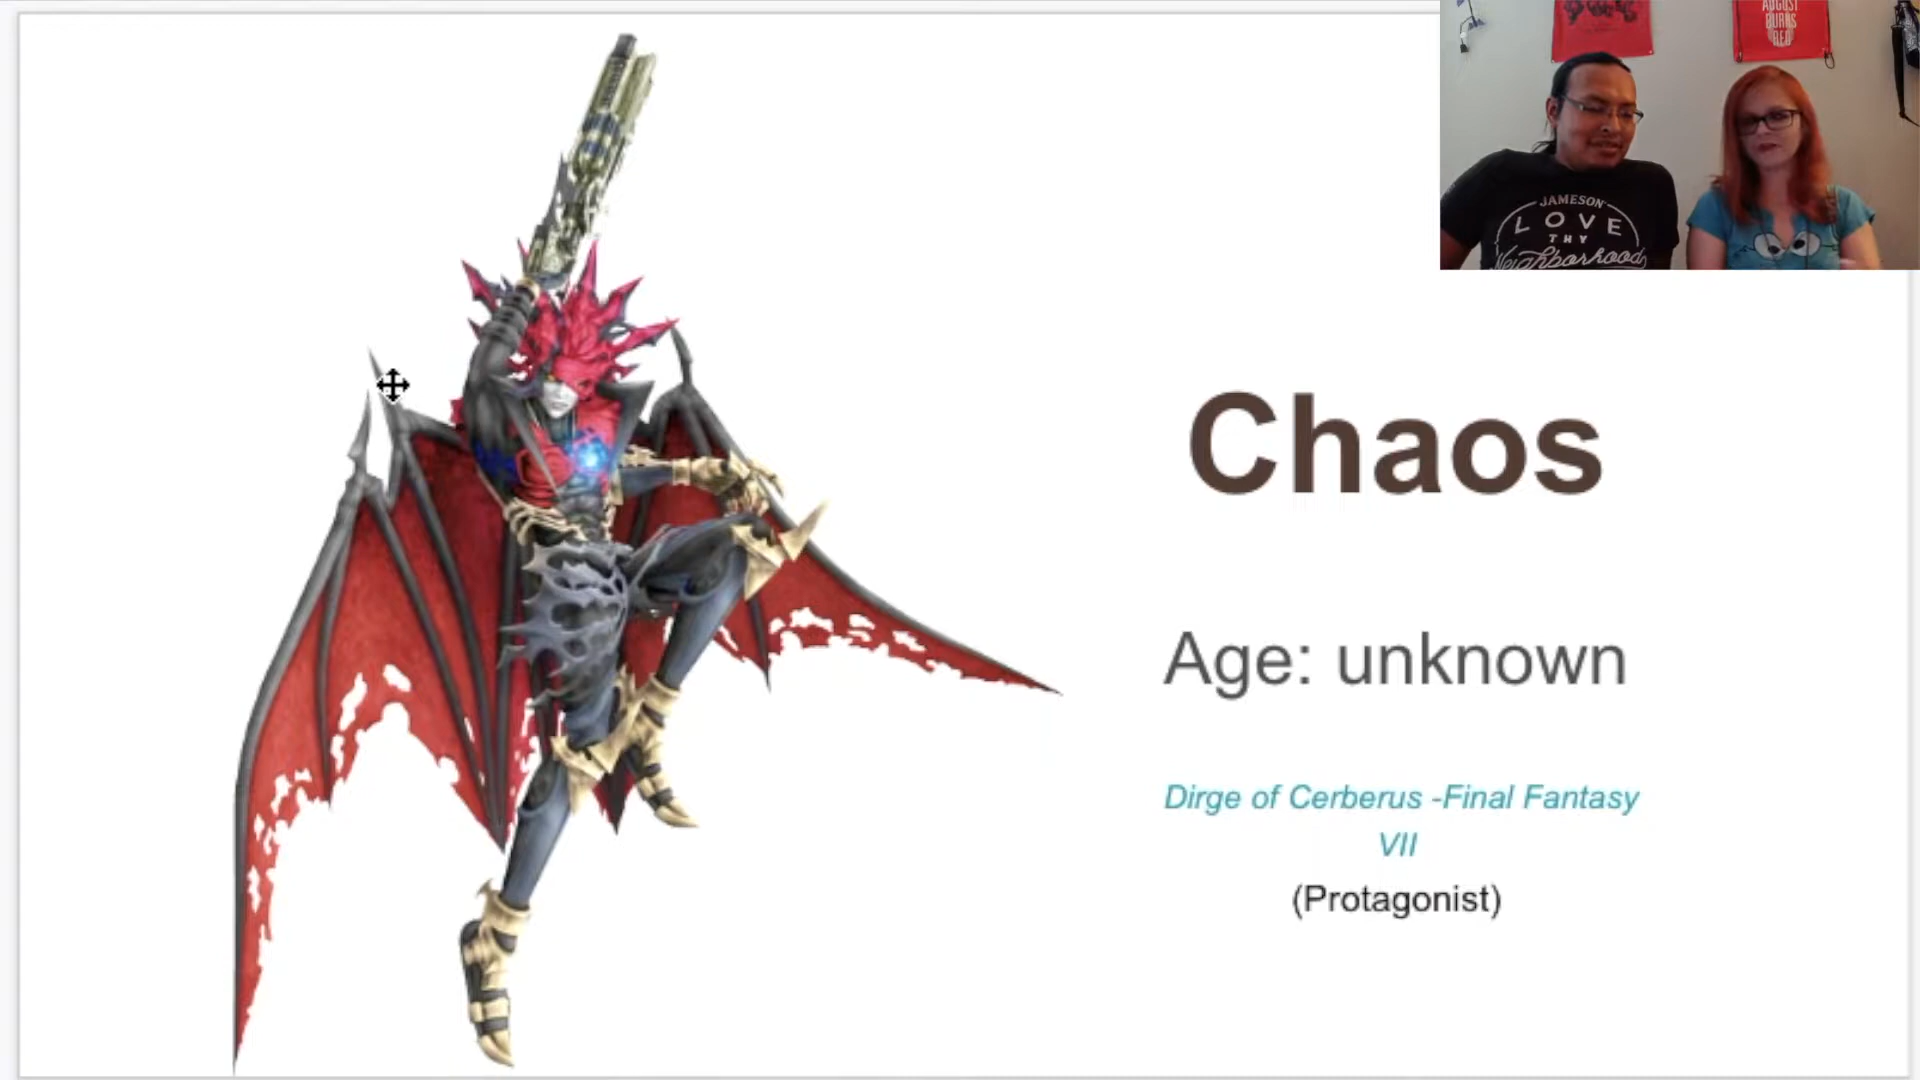 AUGUST
BURNS
RED
JAMESON
LOVE
THY
Neighborhood
Chaos
Age: unknown
Dirge of Cerberus -Final Fantasy
VII
(Protagonist)